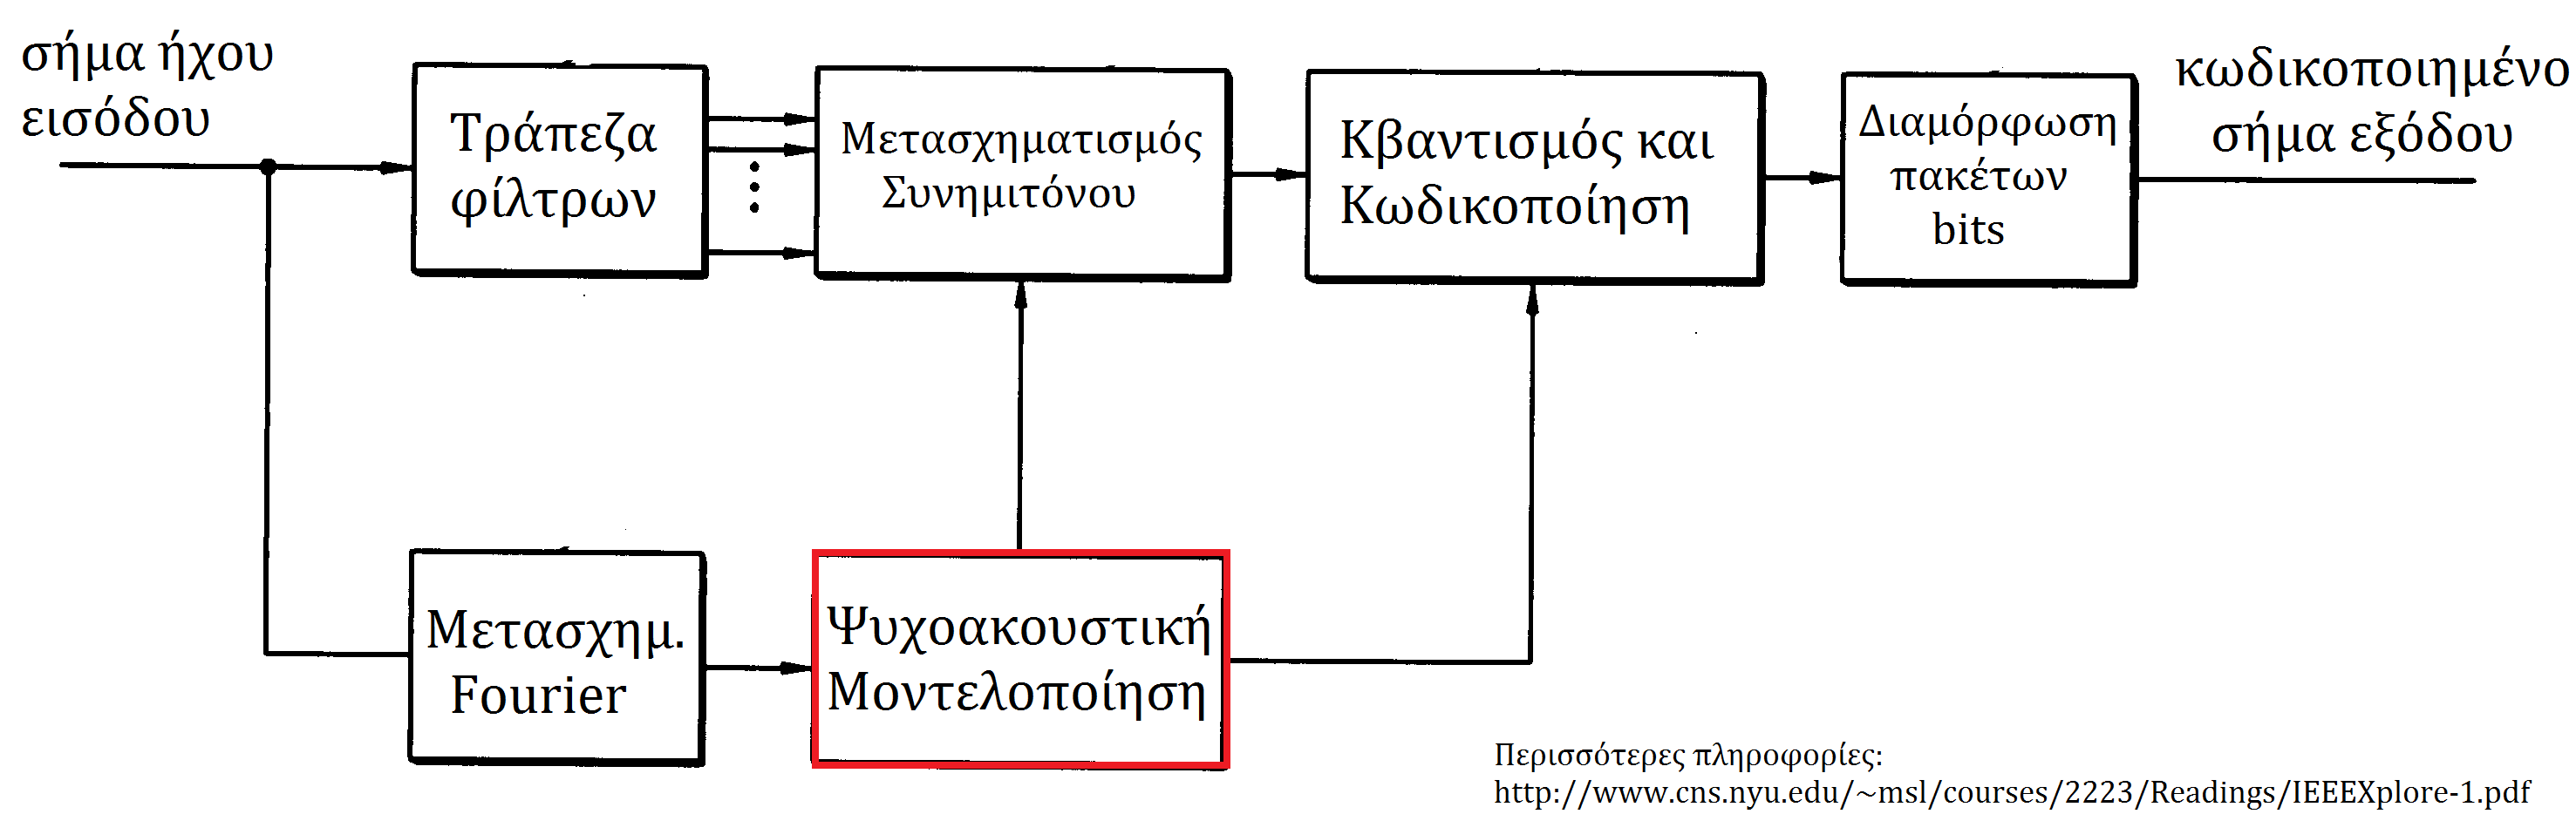 σήμα ήχου
εισόδου
Τράπεζα
φίλτρων
Μετασχηματισμός
Συνημιτόνου
Κβαντισμός και
Κωδικοποίηση
Διαμόρφωση
πακέτων
bits
κωδικοποιημένο
σήμα εξόδου
Μετασχημ.
Fourier
Ψυχοακουστική
Μοντελοποίηση
Περισσότερες πληροφορίες:
http://www.cns.nyu.edu/~msl/courses/2223/Readings/IEEEXplore-1.pdf